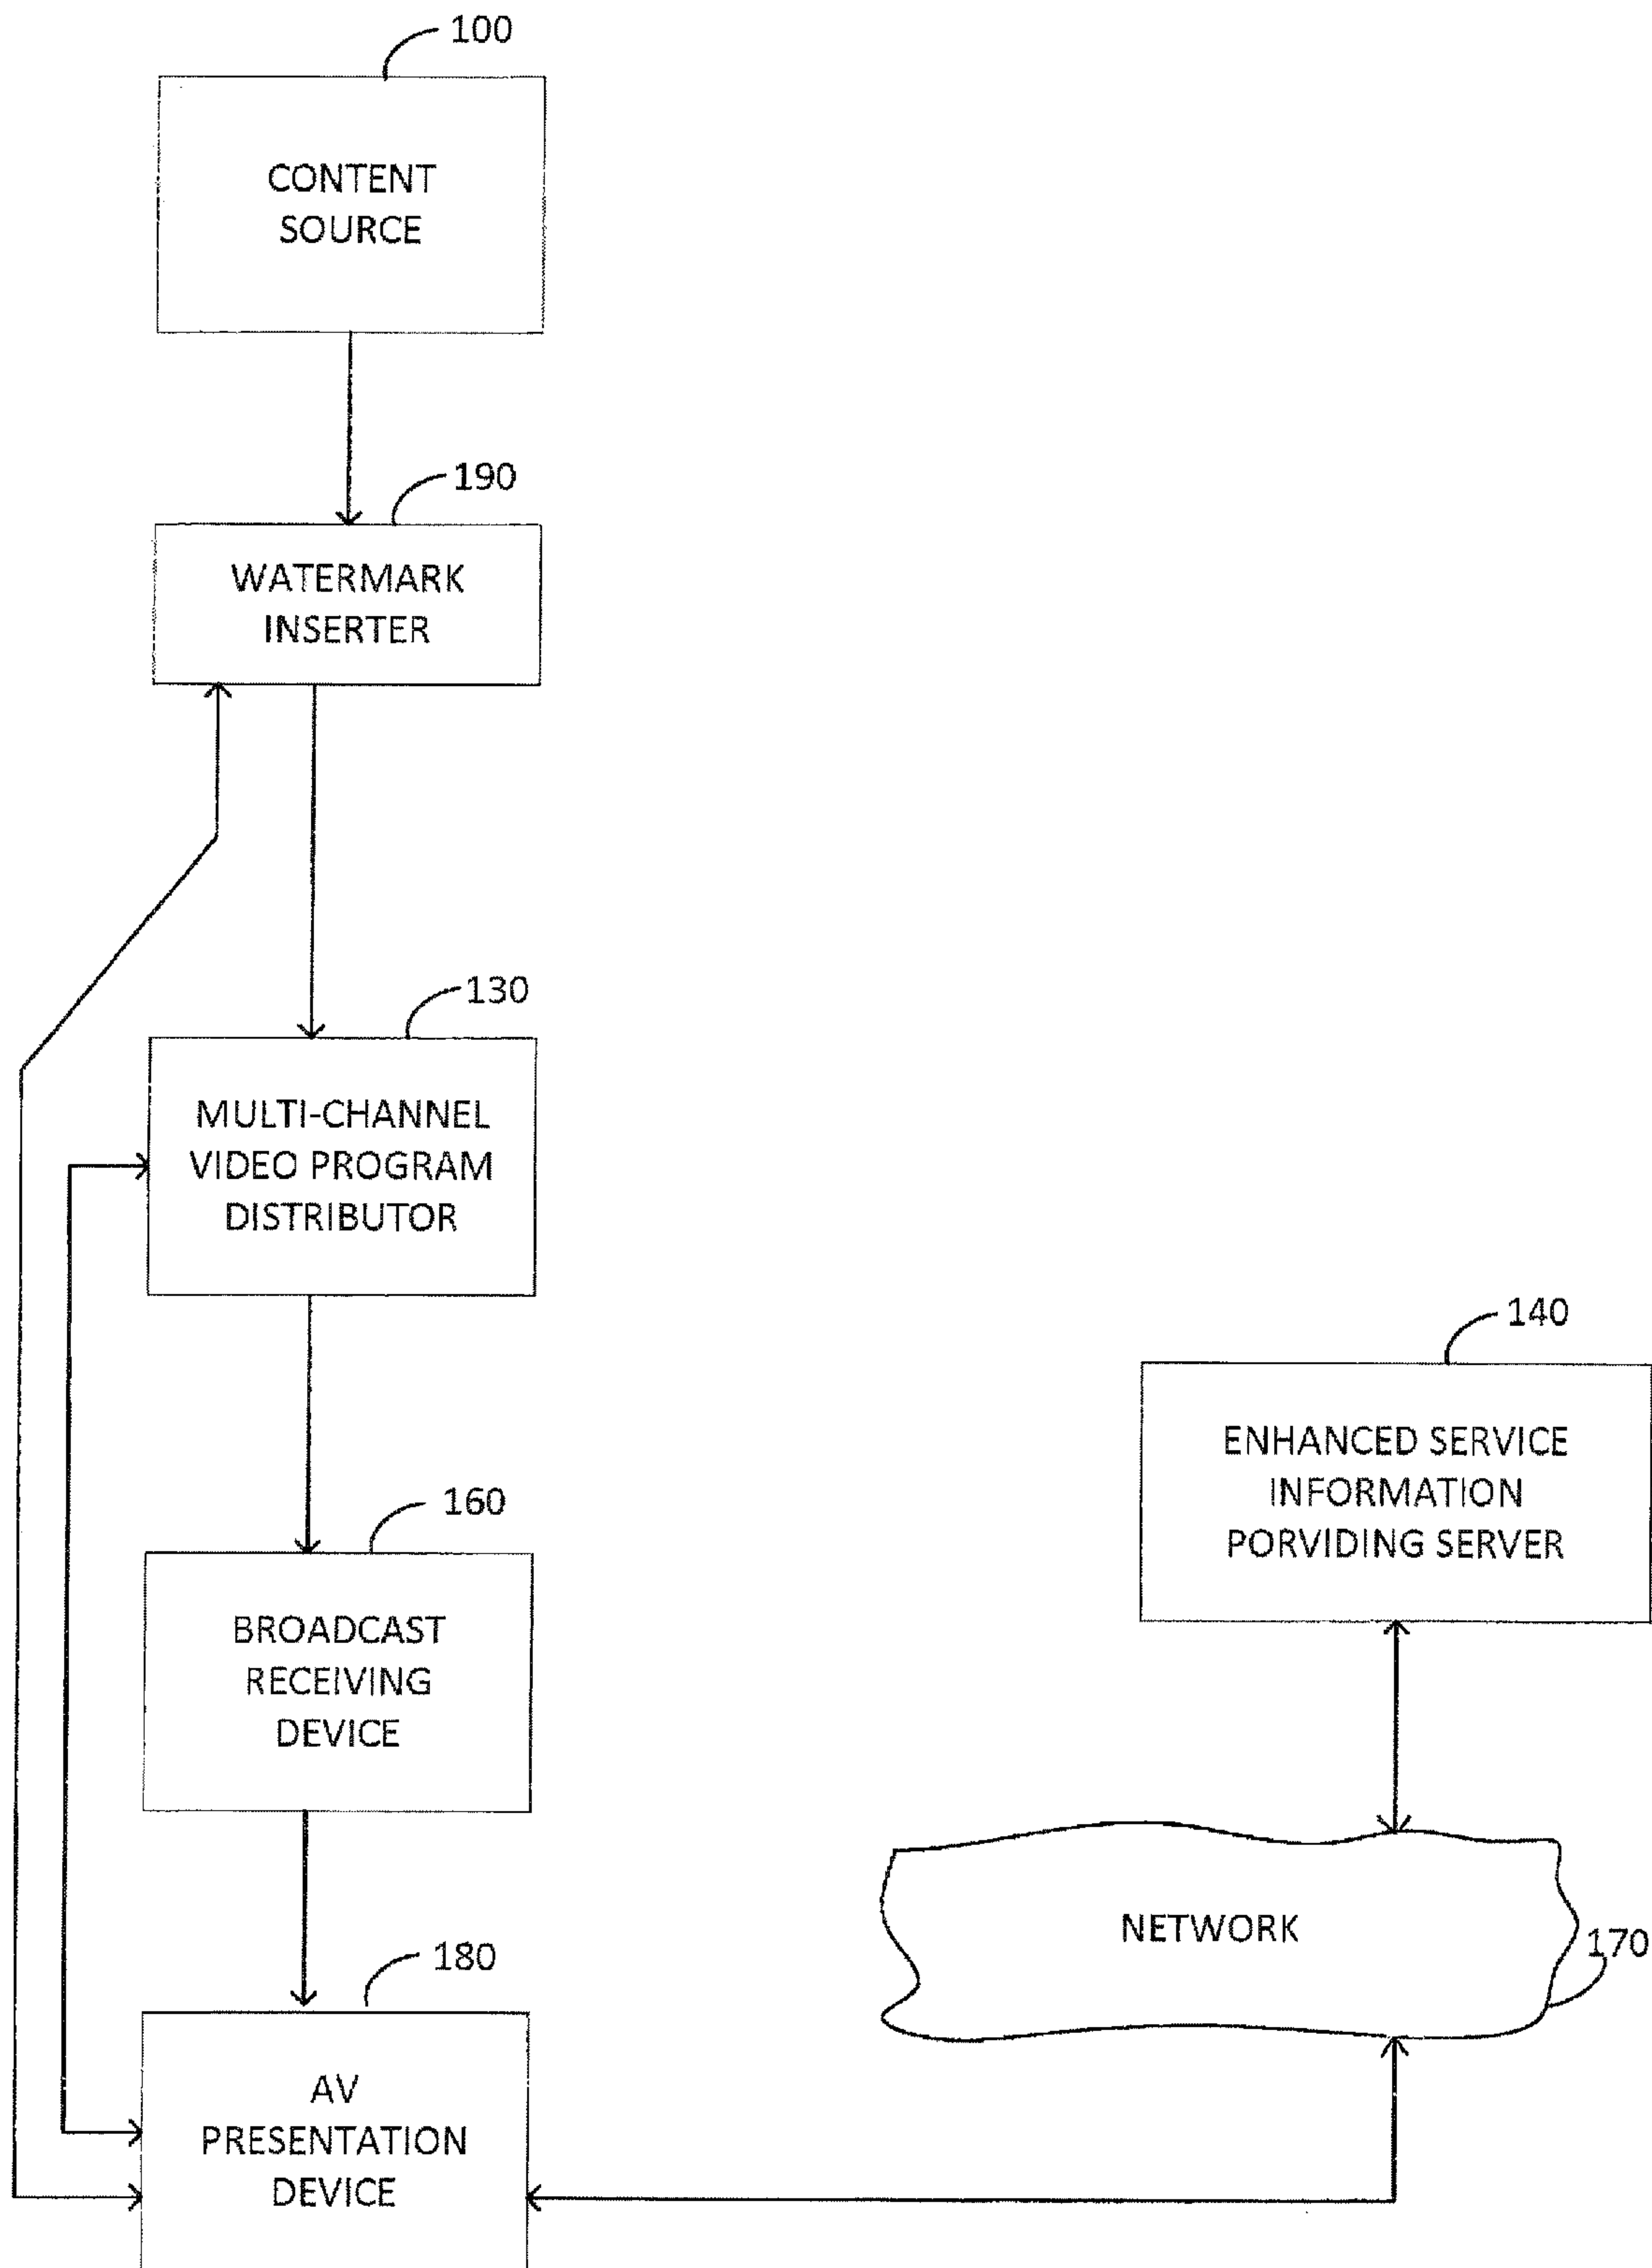 100
CONTENT
SOURCE
190
WATERMARK
INSERTER
130
MULTI-CHANNEL
VIDEO PROGRAM
DISTRIBUTOR
140
ENHANCED SERVICE
INFORMATION
PORVIDING SERVER
160
BROADCAST
RECEIVING
DEVICE
NETWORK
170
180
AV
PRESENTATION
DEVICE